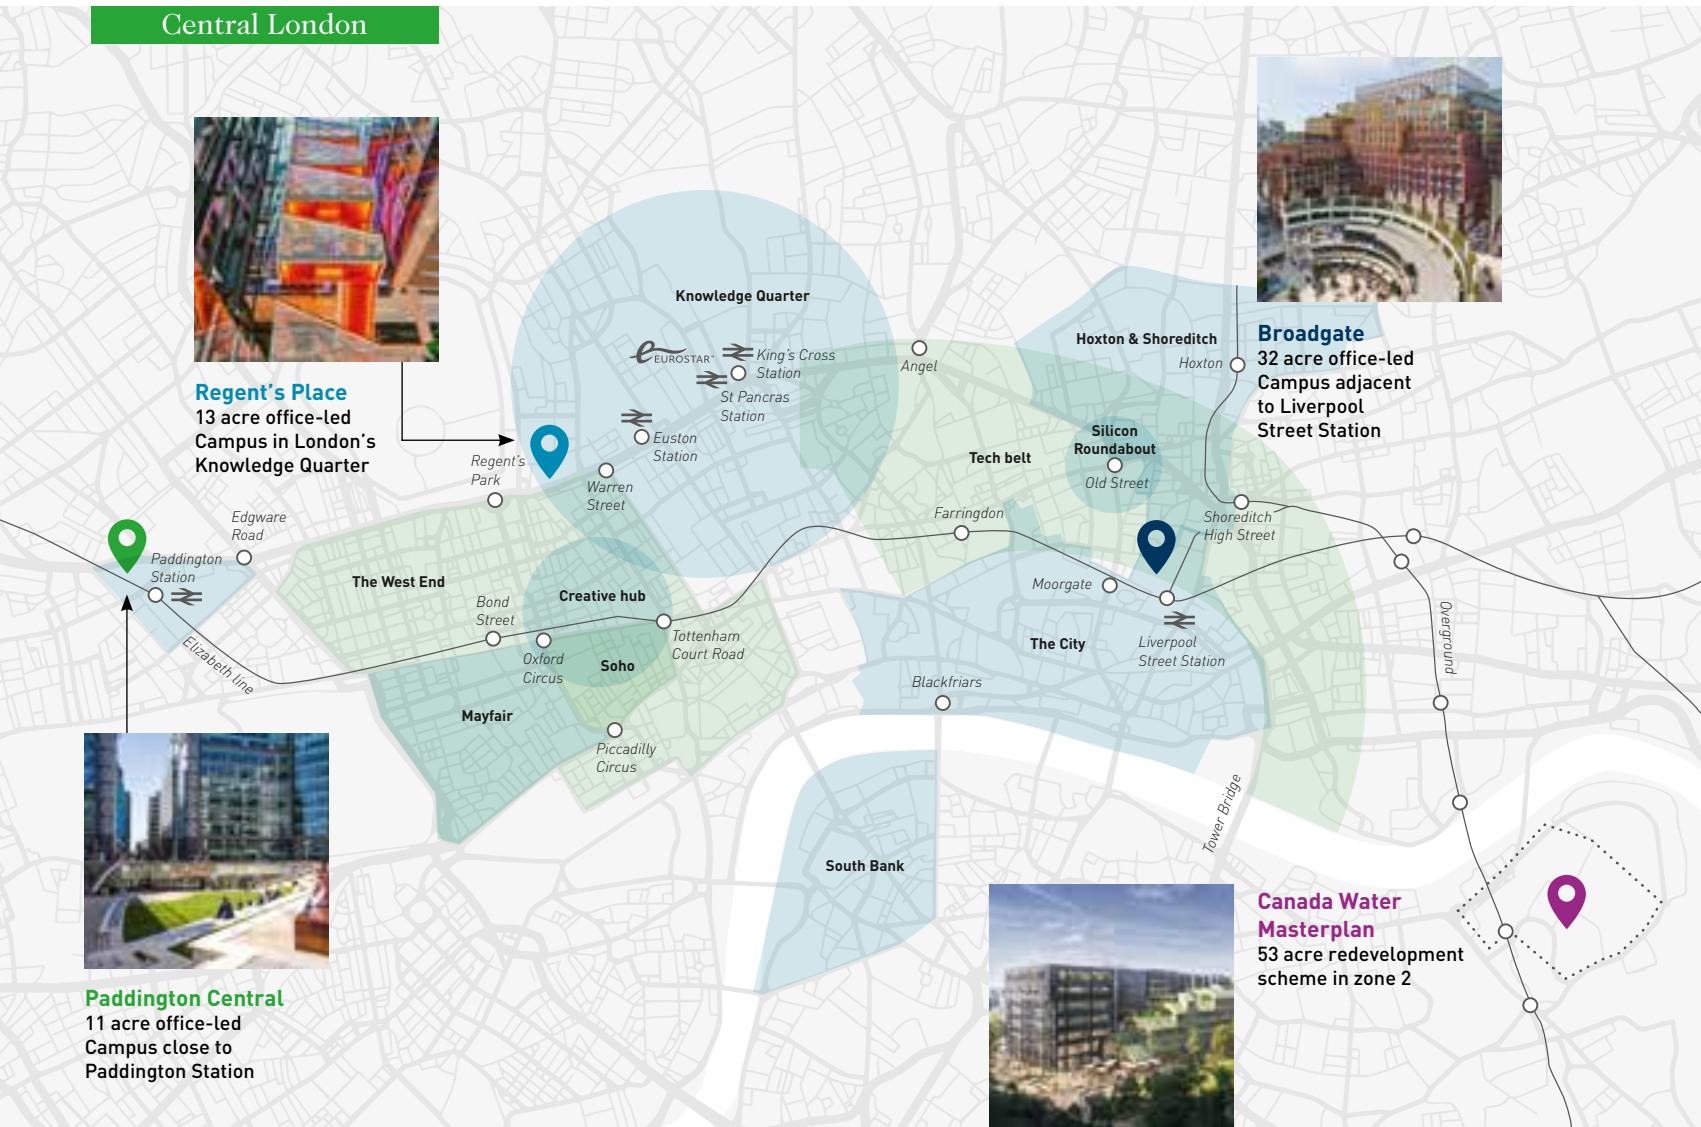 Central London
Regent's Place
13 acre office-led
Campus in London's
Knowledge Quarter
Broadgate
32 acre office-led
Campus adjacent
to Liverpool
Street Station
Knowledge Quarter
EUROSTAR™
King's Cross
Station
St Pancras
Station
Euston
Station
Angel
Hoxton & Shoreditch
Hoxton
Silicon
Roundabout
Old Street
Tech belt
Regent's
Park
Warren
Street
Farringdon
Shoreditch
High Street
Edgware
Road
Paddington
Station
The West End
Creative hub
Bond
Street
Moorgate
Elizabeth line
Oxford
Circus
Soho
Tottenham
Court Road
The City
Liverpool
Street Station
Overground
Blackfriars
Mayfair
Piccadilly
Circus
Tower Bridge
South Bank
Canada Water
Masterplan
53 acre redevelopment
scheme in zone 2
Paddington Central
11 acre office-led
Campus close to
Paddington Station